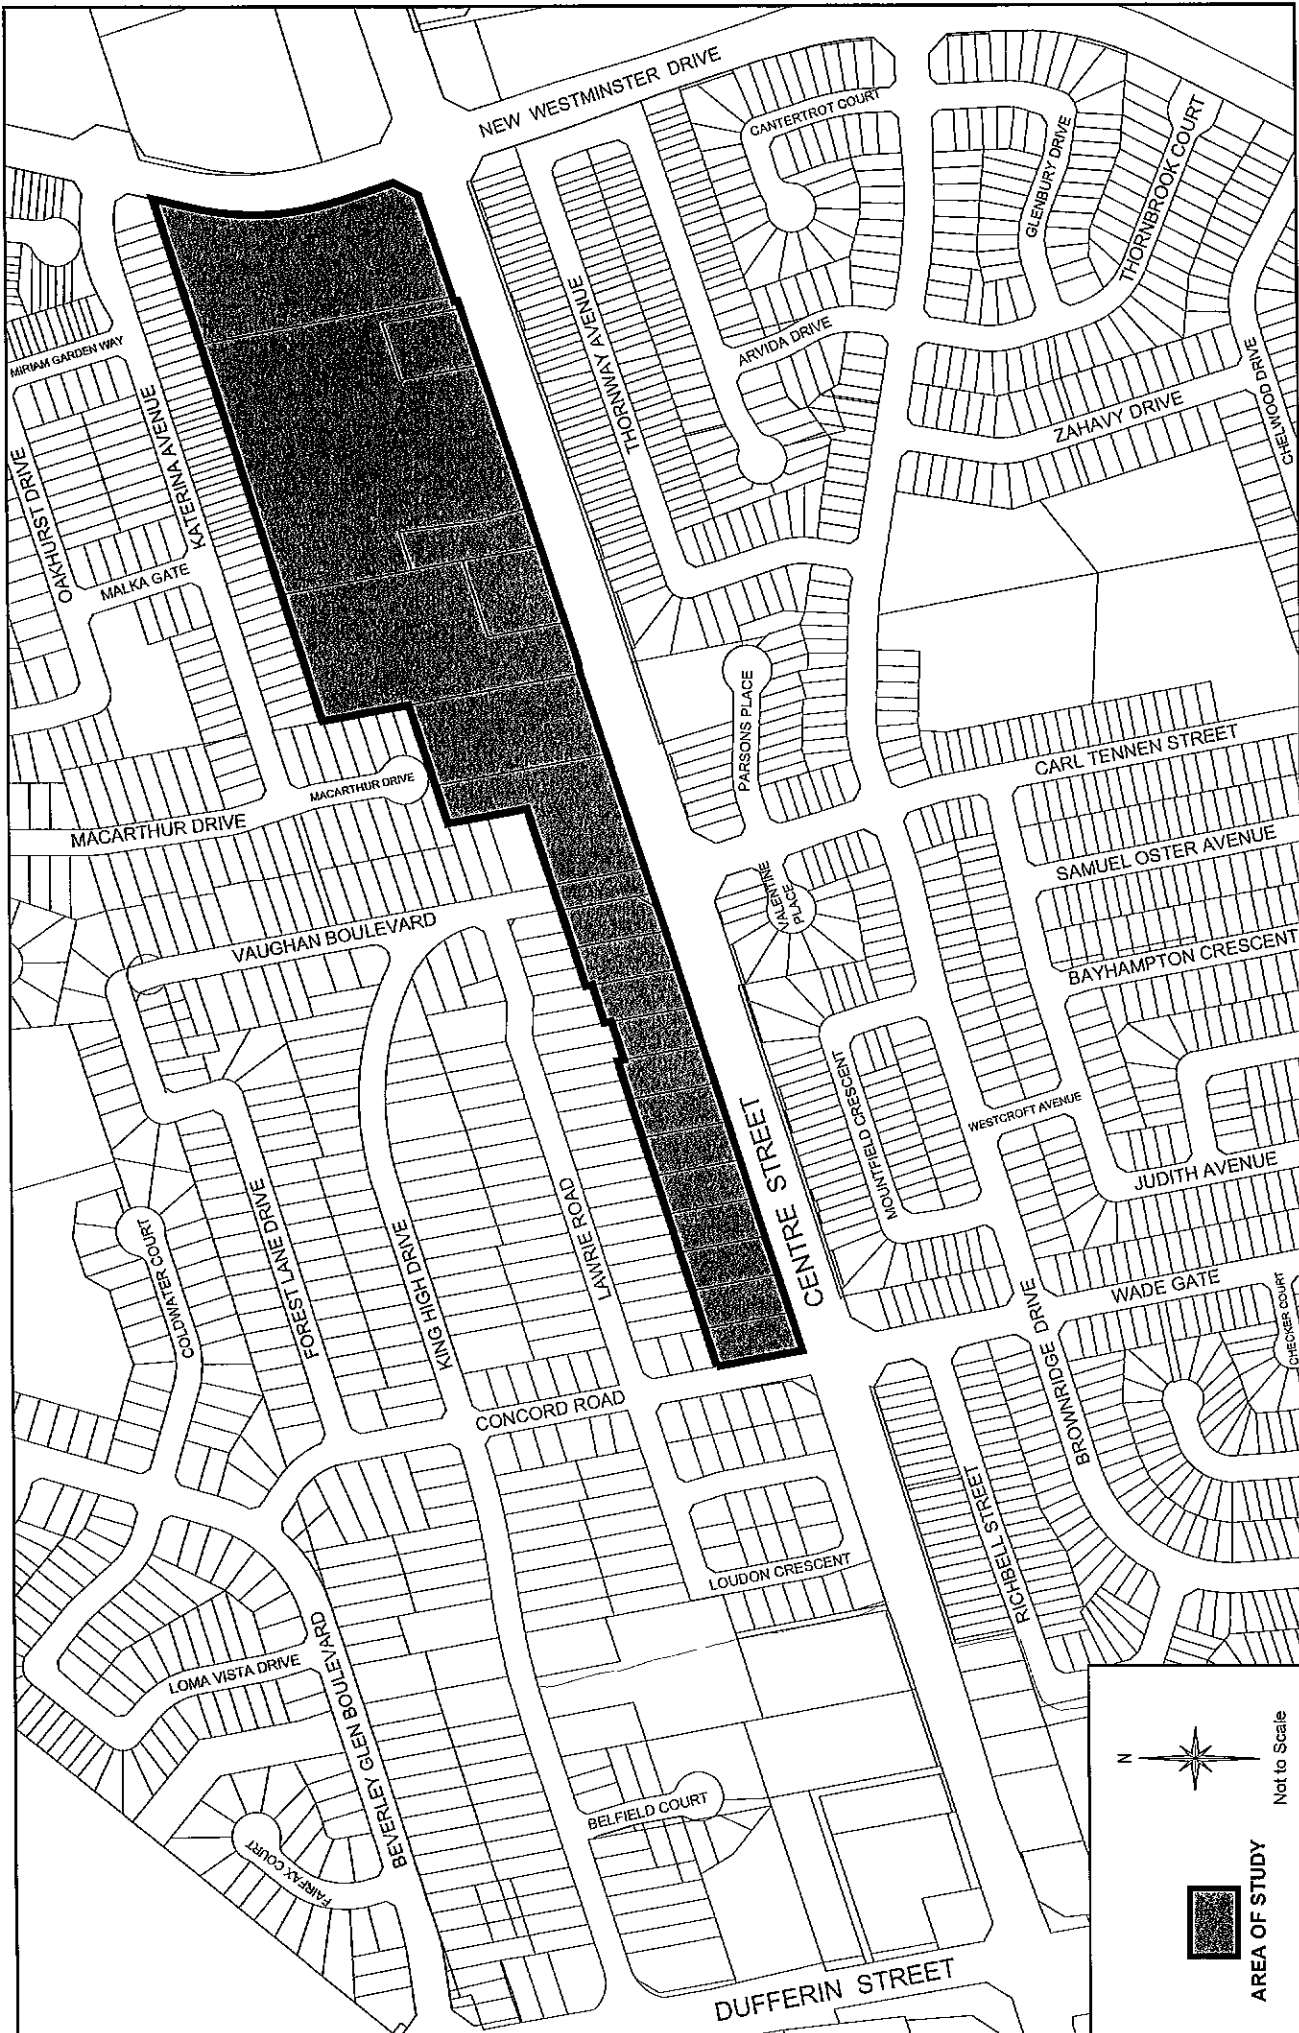 NEW WESTMINSTER DRIVE
CANTERTROT COURT
GLENBURY DRIVE
THORNBROOK COURT
MIRIAM GARDEN WAY
KATERINA AVENUE
OAKHURST DRIVE
MALKA GATE
THORNWAY AVENUE
ARVIDA DRIVE
ZAHAVY DRIVE
CHELWOOD DRIVE
MACARTHUR DRIVE
MACARTHUR DRIVE
PARSONS PLACE
CARL TENNEN STREET
SAMUEL OSTER AVENUE
VALENTINE
PLACE
VAUGHAN BOULEVARD
BAYHAMPTON CRESCENT
MOUNTFIELD CRESCENT
WESTCROFT AVENUE
JUDITH AVENUE
CENTRE STREET
COLDWATER COURT
FOREST LANE DRIVE
KING HIGH DRIVE
LAWRIE ROAD
WADE GATE
CHECKER COURT
BROWNRIDGE DRIVE
CONCORD ROAD
RICHBELL STREET
LOUDON CRESCENT
LOMA VISTA DRIVE
BEVERLEY GLEN BOULEVARD
BELFIELD COURT
FAIRFAX COURT
DUFFERIN STREET
N
Not to Scale
AREA OF STUDY